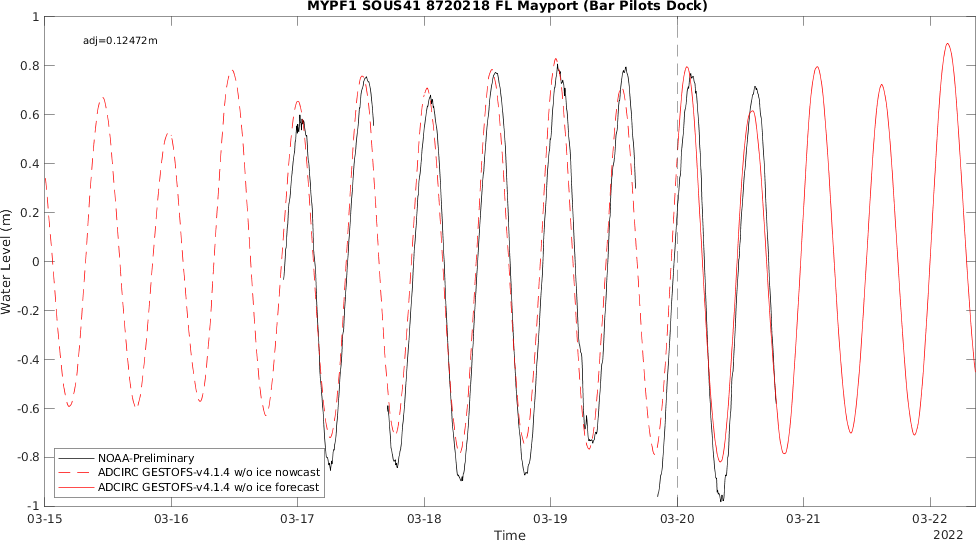 MYPF1 SOUS41 8720218 FL Mayport (Bar Pilots Dock)
adj=0.12472m
Water Level (m)
1
0.8
0.6
0.4
0.2
0
-0.2
-0.4
-0.6
-0.8
-1
NOAA-Preliminary
ADCIRC GESTOFS-v4.1.4 w/o ice nowcast
ADCIRC GESTOFS-v4.1.4 w/o ice forecast
03-15 03-16 03-17 03-18 03-19 03-20 03-21 03-22
Time
2022